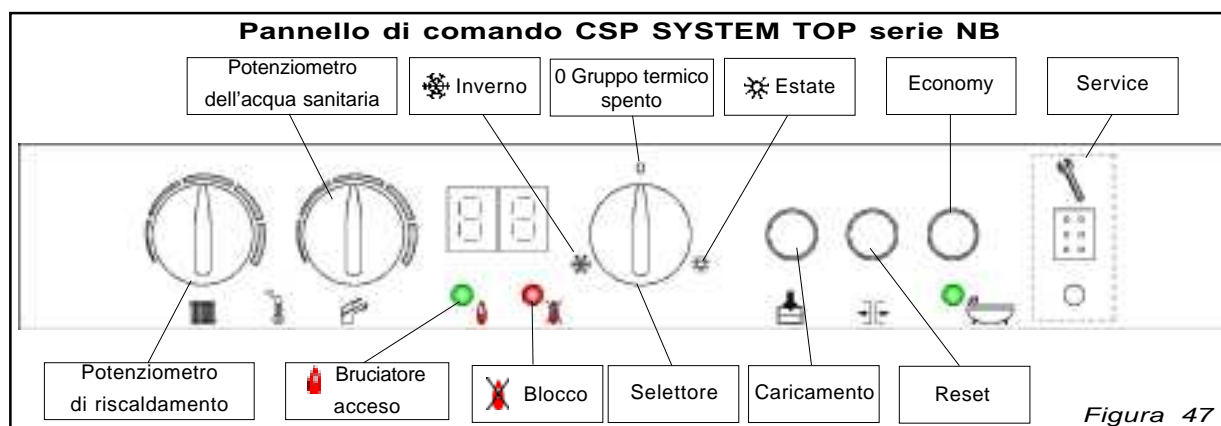 Pannello di comando CSP SYSTEM TOP serie NB
Potenziometro
dell'acqua sanitaria
Inverno
0 Gruppo termico
spento
Estate
Economy
Service
0
Potenziometro
di riscaldamento
Bruciatore
acceso
Blocco
Selettore
Caricamento
Reset
Figura 47